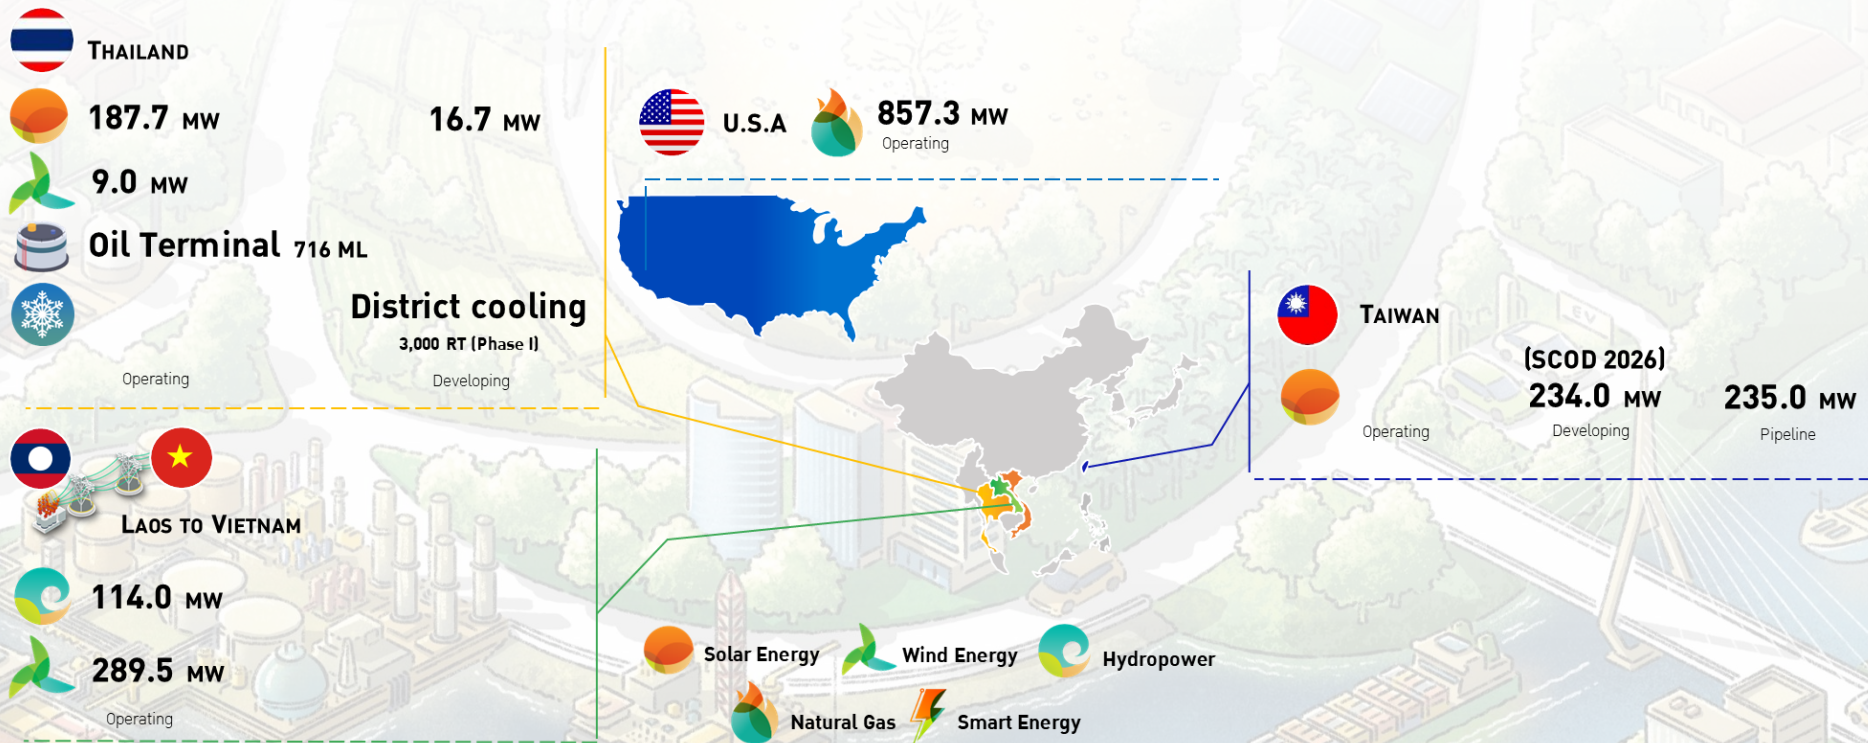 THAILAND
187.7 MW
16.7 MW
9.0 MW
Oil Terminal 716 ML
District cooling
3,000 RT (Phase I)
Operating
Developing
LAOS TO VIETNAM
114.0 MW
289.5 MW
Operating
U.S.A
857.3 MW
Operating
TAIWAN
(SCOD 2026)
234.0 MW
235.0 MW
Operating
Developing
Pipeline
Solar Energy
Wind Energy
Hydropower
Natural Gas
Smart Energy
EV